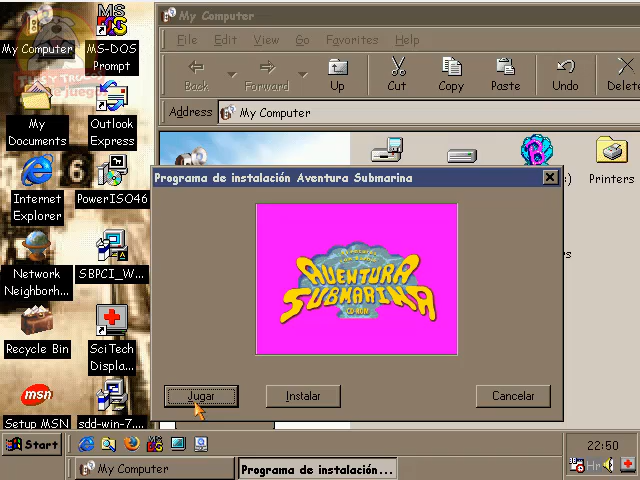 My Computer
MS-DOS
Prompt
My
Documents
Outlook
Express
Internet
Explorer
PowerISO46
Network
Neighborh...
SBPCI_W...
Recycle Bin
SciTech
Displa...
msn
Setup MSN
sdd-win-7....
My Computer
File Edit View Go Favorites Help
Back Forward Up Cut Copy Paste Undo Delete
Address My Computer
Printers
Programa de instalación Aventura Submarina
AVENTURA
SUBMARINA
CD-ROM
Jugar Instalar Cancelar
Start
22:50
My Computer
Programa de instalación...